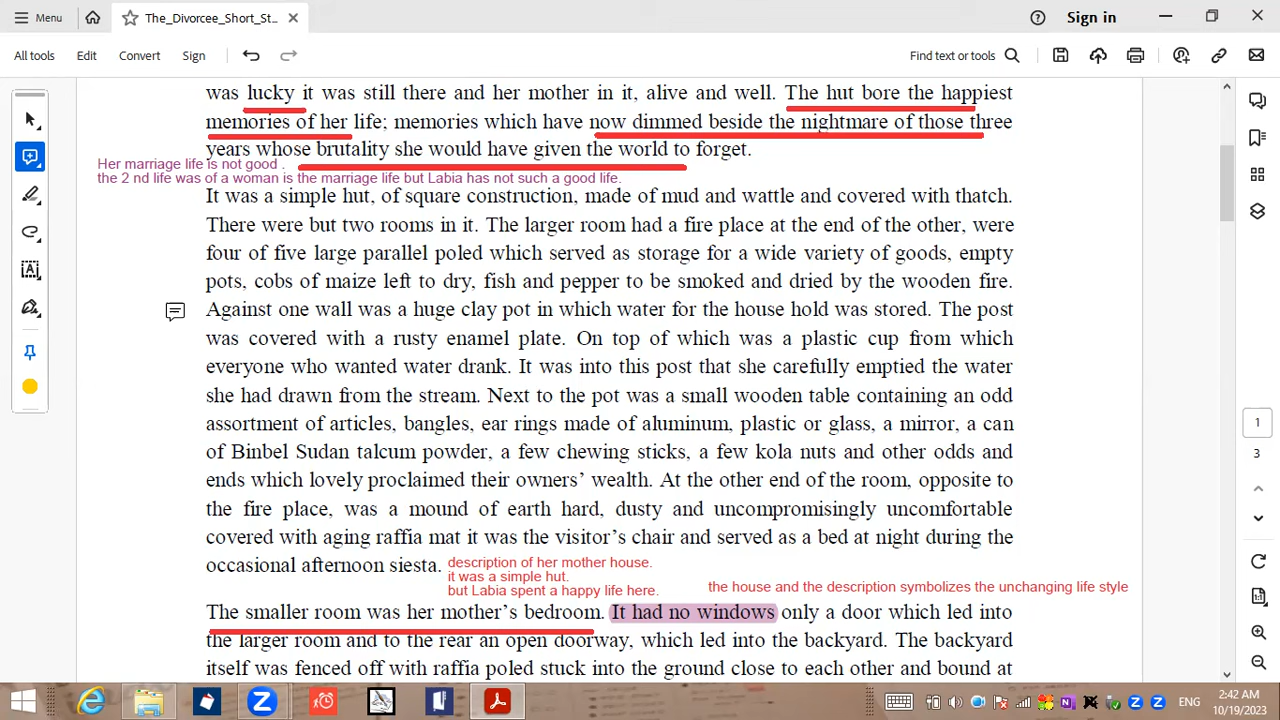 Menu
The_Divorcee_Short_St...
Sign in
All tools
Edit
Convert
Sign
Find text or tools
was lucky it was still there and her mother in it, alive and well. The hut bore the happiest
memories of her life; memories which have now dimmed beside the nightmare of those three
years whose brutality she would have given the world to forget.
Her marriage life is not good .
the 2 nd life was of a woman is the marriage life but Labia has not such a good life.
It was a simple hut, of square construction, made of mud and wattle and covered with thatch.
There were but two rooms in it. The larger room had a fire place at the end of the other, were
four of five large parallel poled which served as storage for a wide variety of goods, empty
pots, cobs of maize left to dry, fish and pepper to be smoked and dried by the wooden fire.
Against one wall was a huge clay pot in which water for the house hold was stored. The post
was covered with a rusty enamel plate. On top of which was a plastic cup from which
everyone who wanted water drank. It was into this post that she carefully emptied the water
she had drawn from the stream. Next to the pot was a small wooden table containing an odd
assortment of articles, bangles, ear rings made of aluminum, plastic or glass, a mirror, a can
of Binbel Sudan talcum powder, a few chewing sticks, a few kola nuts and other odds and
ends which lovely proclaimed their owners’ wealth. At the other end of the room, opposite to
the fire place, was a mound of earth hard, dusty and uncompromisingly uncomfortable
covered with aging raffia mat it was the visitor’s chair and served as a bed at night during the
occasional afternoon siesta.
description of her mother house.
it was a simple hut.
but Labia spent a happy life here.
the house and the description symbolizes the unchanging life style
The smaller room was her mother’s bedroom. It had no windows only a door which led into
the larger room and to the rear an open doorway, which led into the backyard. The backyard
itself was fenced off with raffia poled stuck into the ground close to each other and bound at
1
3
ENG
2:42 AM
10/19/2023